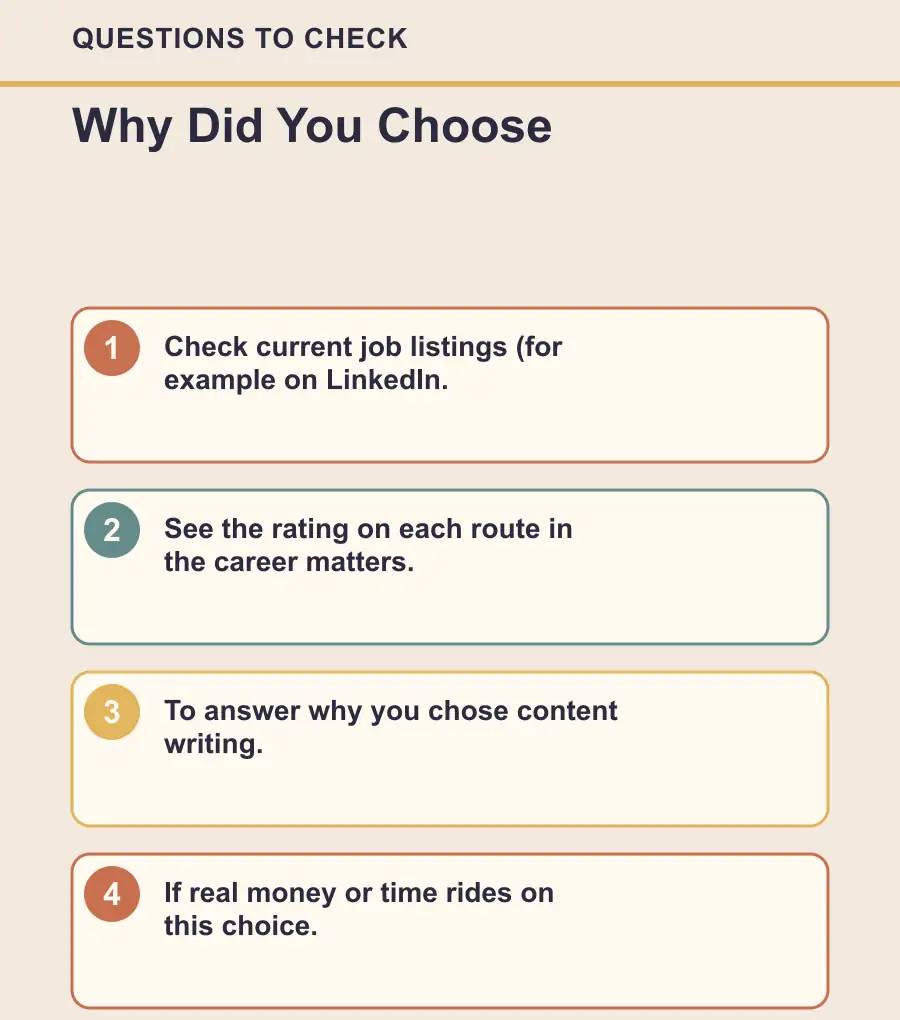 QUESTIONS TO CHECK
Why Did You Choose
1
Check current job listings (for
example on LinkedIn.
2
See the rating on each route in
the career matters.
3
To answer why you chose content
writing.
4
If real money or time rides on
this choice.